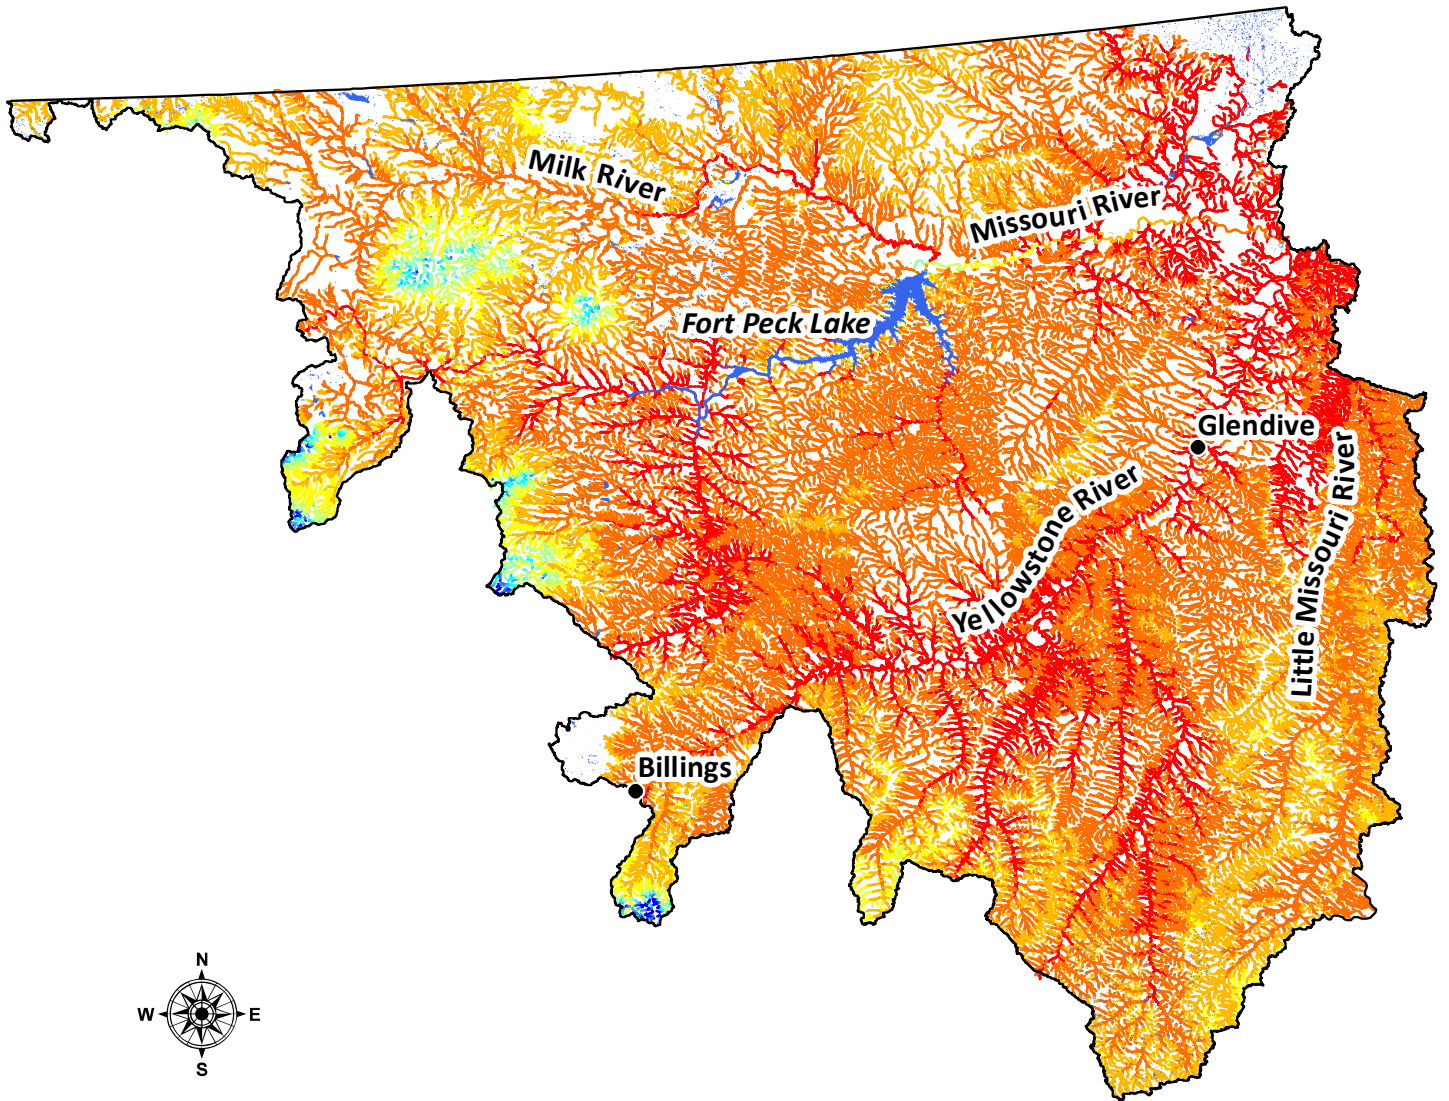 Milk River
Missouri River
Fort Peck Lake
Glendive
Yellowstone River
Little Missouri River
Billings
N
W E
S